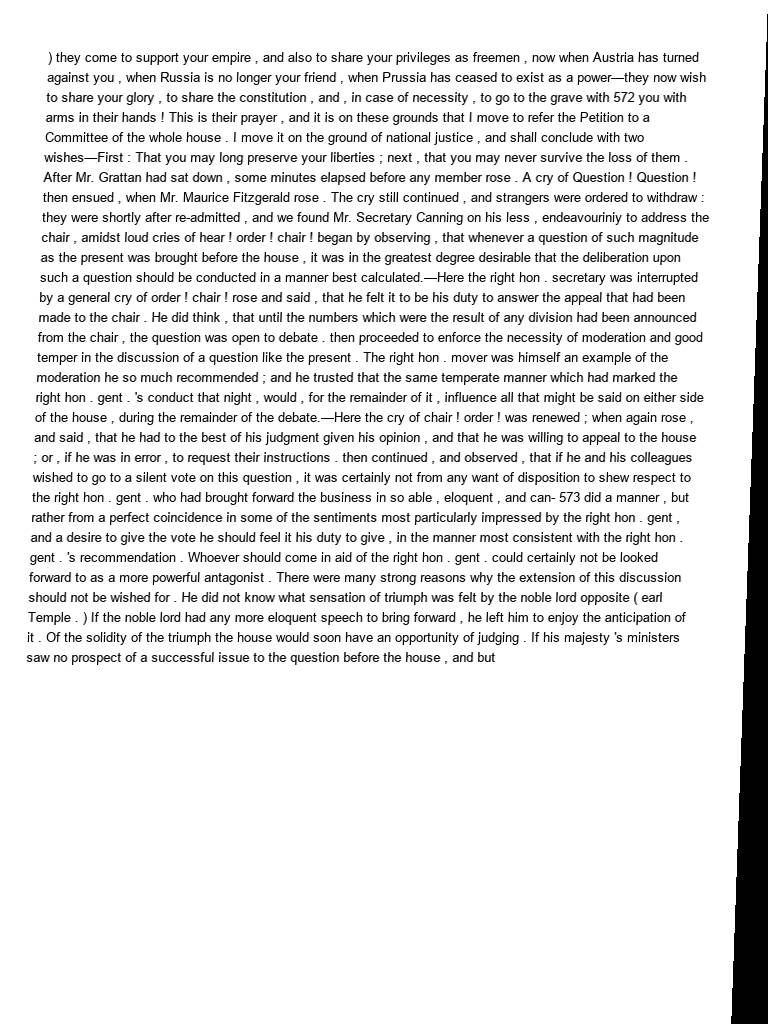 ) they come to support your empire , and also to share your privileges as freemen , now when Austria has turned
against you , when Russia is no longer your friend , when Prussia has ceased to exist as a power—they now wish
to share your glory , to share the constitution , and , in case of necessity , to go to the grave with 572 you with
arms in their hands ! This is their prayer , and it is on these grounds that I move to refer the Petition to a
Committee of the whole house . I move it on the ground of national justice , and shall conclude with two
wishes—First : That you may long preserve your liberties ; next , that you may never survive the loss of them .
After Mr. Grattan had sat down , some minutes elapsed before any member rose . A cry of Question ! Question !
then ensued , when Mr. Maurice Fitzgerald rose . The cry still continued , and strangers were ordered to withdraw :
they were shortly after re-admitted , and we found Mr. Secretary Canning on his less , endeavouriniy to address the
chair , amidst loud cries of hear ! order ! chair ! began by observing , that whenever a question of such magnitude
as the present was brought before the house , it was in the greatest degree desirable that the deliberation upon
such a question should be conducted in a manner best calculated.—Here the right hon . secretary was interrupted
by a general cry of order ! chair ! rose and said , that he felt it to be his duty to answer the appeal that had been
made to the chair . He did think , that until the numbers which were the result of any division had been announced
from the chair , the question was open to debate . then proceeded to enforce the necessity of moderation and good
temper in the discussion of a question like the present . The right hon . mover was himself an example of the
moderation he so much recommended ; and he trusted that the same temperate manner which had marked the
right hon . gent . 's conduct that night , would , for the remainder of it , influence all that might be said on either side
of the house , during the remainder of the debate.—Here the cry of chair ! order ! was renewed ; when again rose ,
and said , that he had to the best of his judgment given his opinion , and that he was willing to appeal to the house
; or , if he was in error , to request their instructions . then continued , and observed , that if he and his colleagues
wished to go to a silent vote on this question , it was certainly not from any want of disposition to shew respect to
the right hon . gent . who had brought forward the business in so able , eloquent , and can- 573 did a manner , but
rather from a perfect coincidence in some of the sentiments most particularly impressed by the right hon . gent ,
and a desire to give the vote he should feel it his duty to give , in the manner most consistent with the right hon .
gent . 's recommendation . Whoever should come in aid of the right hon . gent . could certainly not be looked
forward to as a more powerful antagonist . There were many strong reasons why the extension of this discussion
should not be wished for . He did not know what sensation of triumph was felt by the noble lord opposite ( earl
Temple . ) If the noble lord had any more eloquent speech to bring forward , he left him to enjoy the anticipation of
it . Of the solidity of the triumph the house would soon have an opportunity of judging . If his majesty 's ministers
saw no prospect of a successful issue to the question before the house , and but